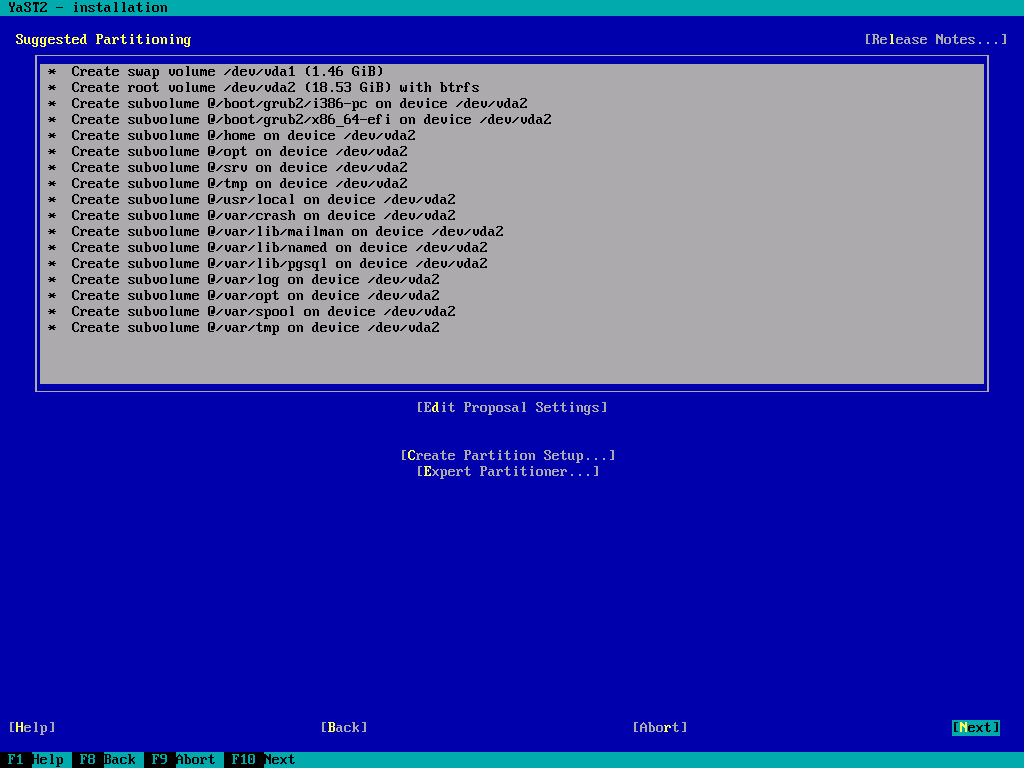 YaST2 - installation
Suggested Partitioning [Release Notes...]
* Create swap volume /dev/vda1 (1.46 GiB)
* Create root volume /dev/vda2 (18.53 GiB) with btrfs
* Create subvolume @/boot/grub2/i386-pc on device /dev/vda2
* Create subvolume @/boot/grub2/x86_64-efi on device /dev/vda2
* Create subvolume @/home on device /dev/vda2
* Create subvolume @/opt on device /dev/vda2
* Create subvolume @/srv on device /dev/vda2
* Create subvolume @/tmp on device /dev/vda2
* Create subvolume @/usr/local on device /dev/vda2
* Create subvolume @/var/crash on device /dev/vda2
* Create subvolume @/var/lib/mailman on device /dev/vda2
* Create subvolume @/var/lib/named on device /dev/vda2
* Create subvolume @/var/lib/pgsql on device /dev/vda2
* Create subvolume @/var/log on device /dev/vda2
* Create subvolume @/var/opt on device /dev/vda2
* Create subvolume @/var/spool on device /dev/vda2
* Create subvolume @/var/tmp on device /dev/vda2
[Edit Proposal Settings]
[Create Partition Setup...]
[Expert Partitioner...]
[Help] [Back] [Abort] [Next]
F1 Help F8 Back F9 Abort F10 Next